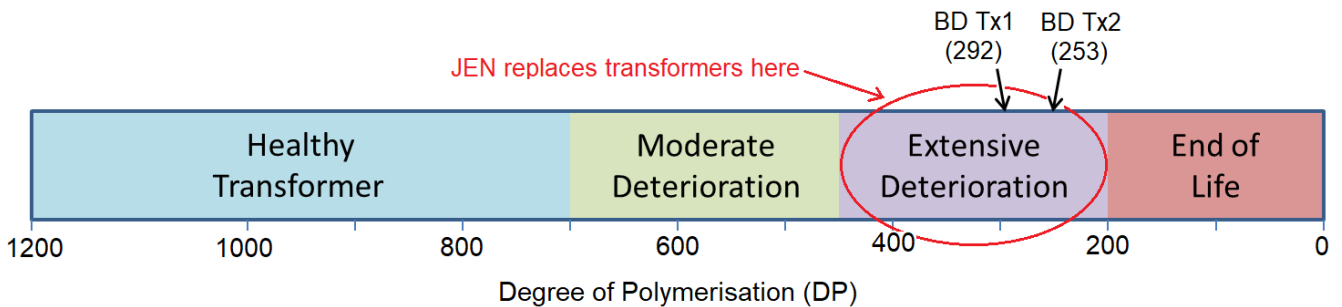 BD Tx1
(292)
BD Tx2
(253)
JEN replaces transformers here
Healthy
Transformer
Moderate
Deterioration
Extensive
Deterioration
End of
Life
1200
1000
800
600
400
200
0
Degree of Polymerisation (DP)